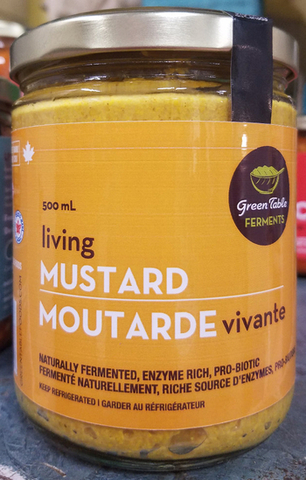 500 mL
Green Table
FERMENTS
living
MUSTARD
MOUTARDE vivante
NATURALLY FERMENTED, ENZYME RICH, PRO-BIOTIC
FERMENTÉ NATURELLEMENT, RICHE SOURCE D'ENZYMES,
KEEP REFRIGERATED | GARDER AU RÉFRIGÉRATEUR